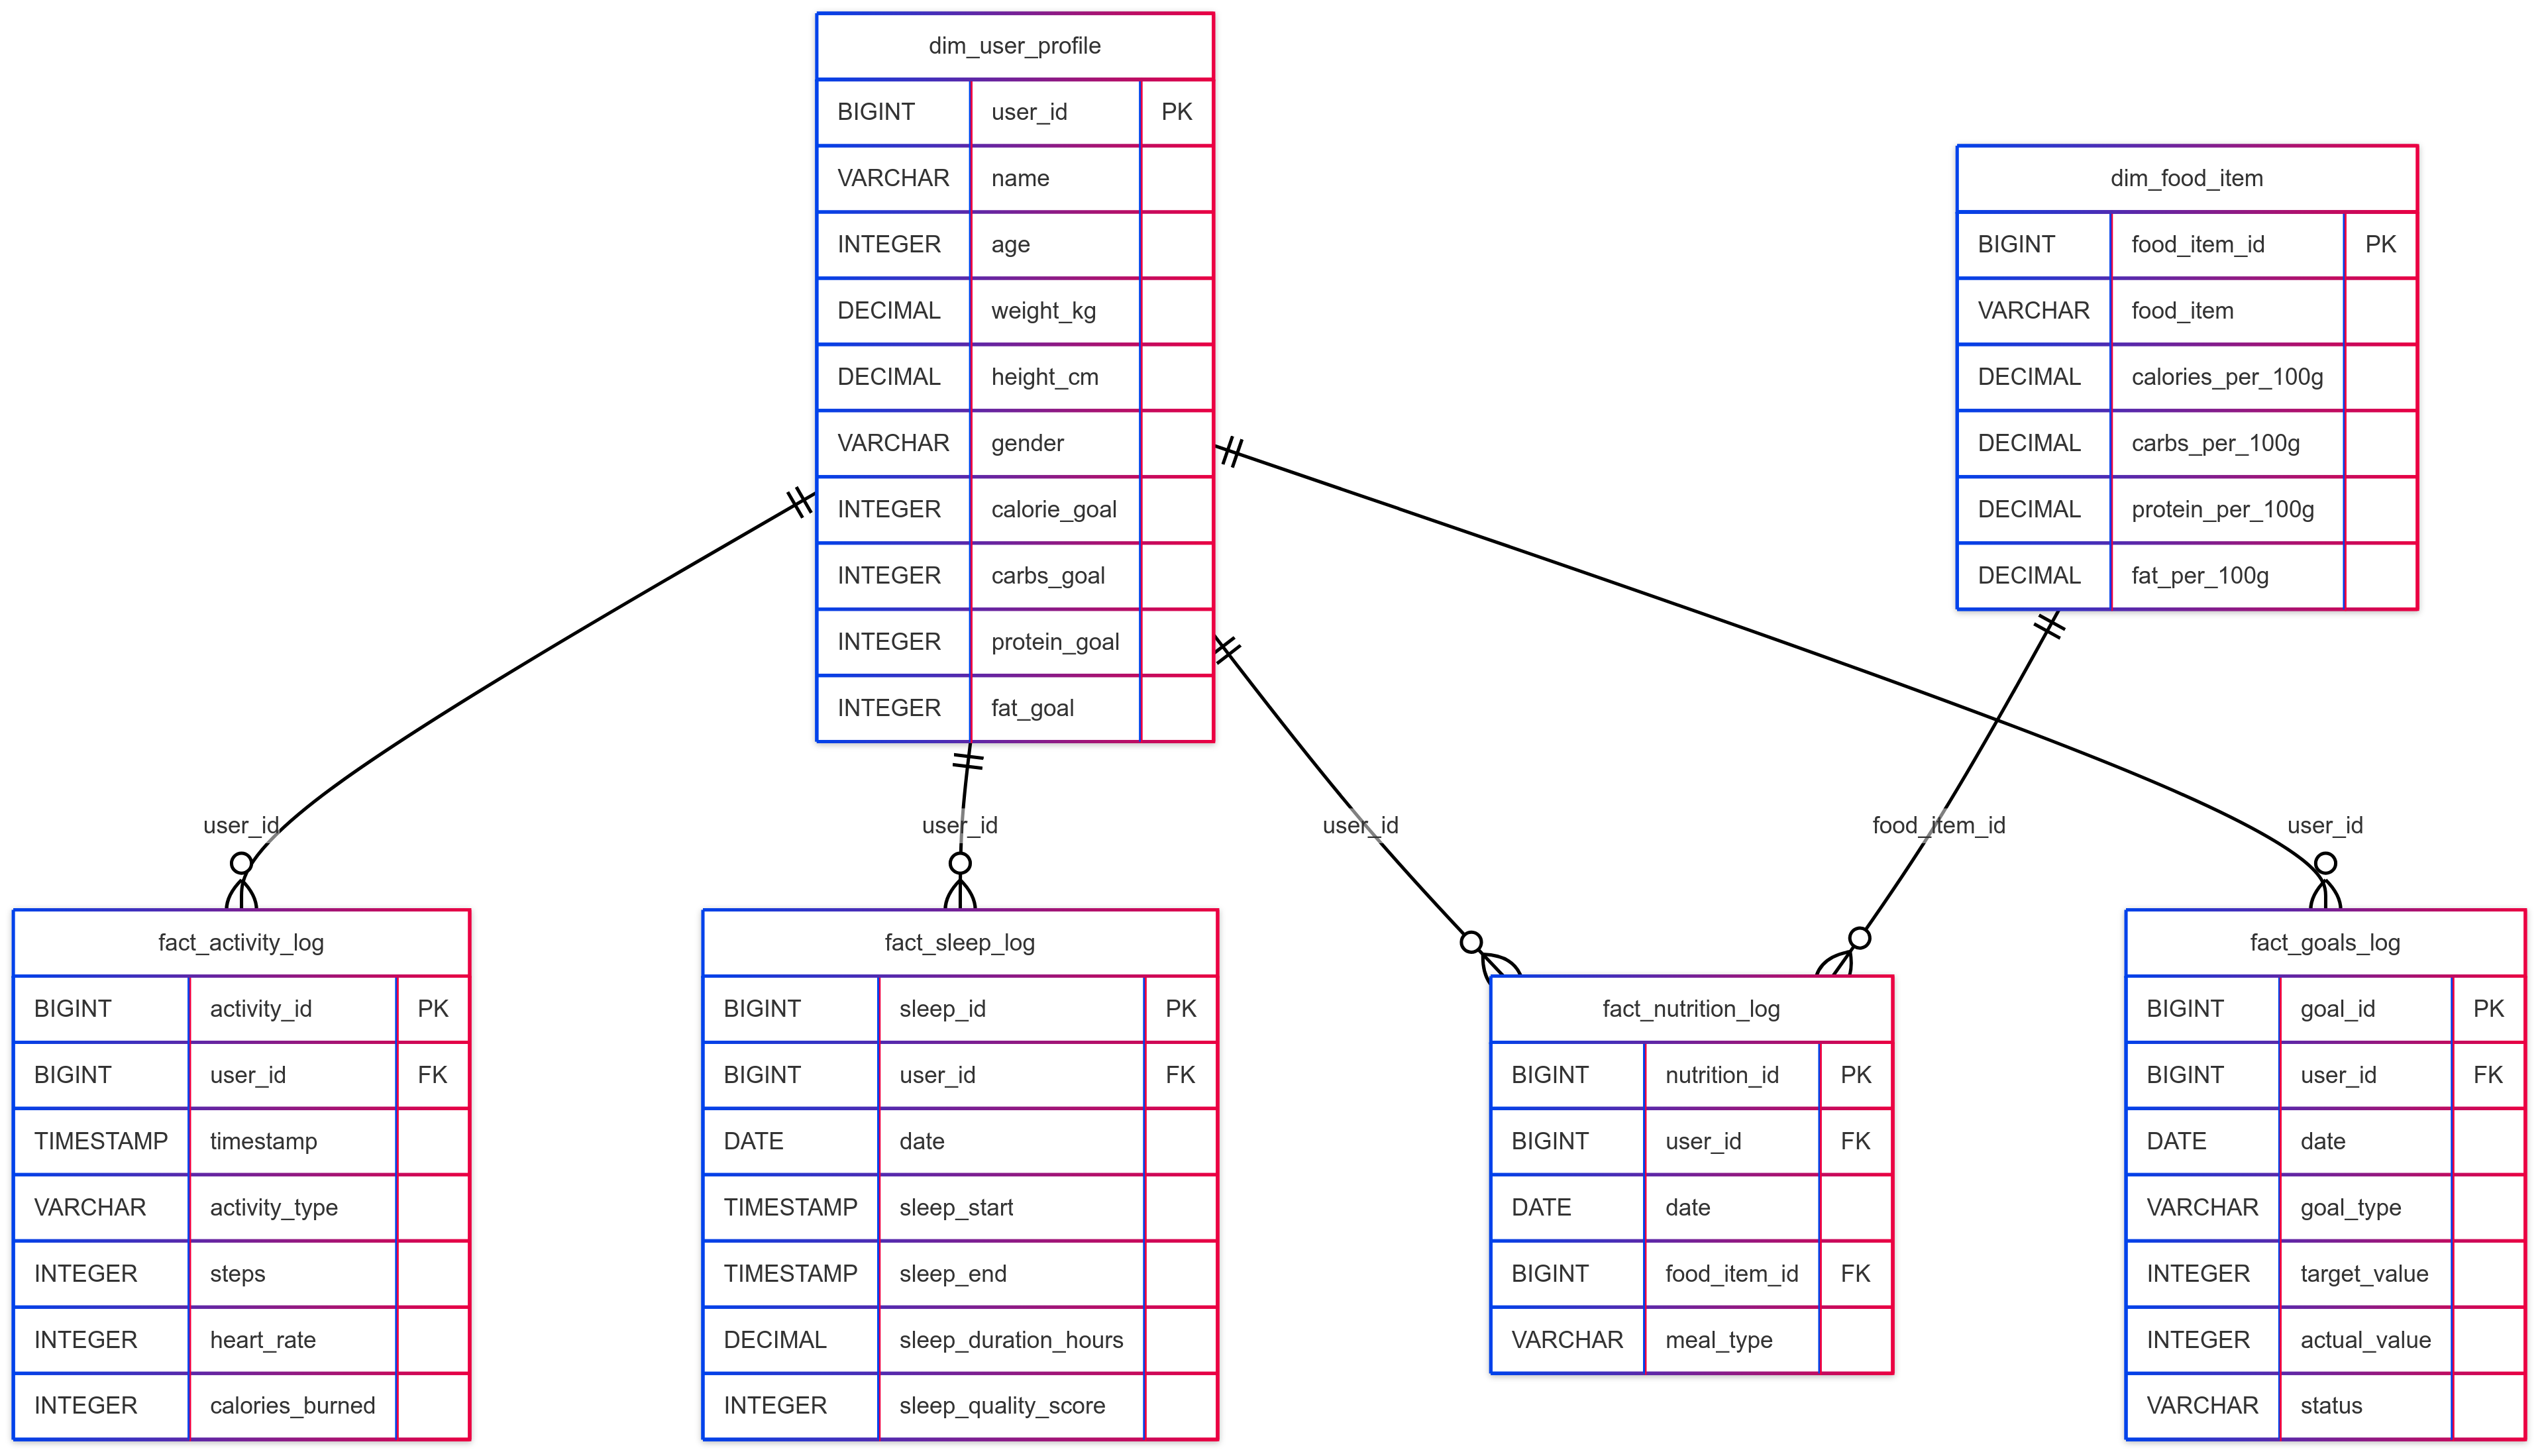 dim_user_profile
BIGINT user_id PK
VARCHAR name
INTEGER age
DECIMAL weight_kg
DECIMAL height_cm
VARCHAR gender
INTEGER calorie_goal
INTEGER carbs_goal
INTEGER protein_goal
INTEGER fat_goal
dim_food_item
BIGINT food_item_id PK
VARCHAR food_item
DECIMAL calories_per_100g
DECIMAL carbs_per_100g
DECIMAL protein_per_100g
DECIMAL fat_per_100g
user_id
user_id
user_id
food_item_id
user_id
fact_activity_log
BIGINT activity_id PK
BIGINT user_id FK
TIMESTAMP timestamp
VARCHAR activity_type
INTEGER steps
INTEGER heart_rate
INTEGER calories_burned
fact_sleep_log
BIGINT sleep_id PK
BIGINT user_id FK
DATE date
TIMESTAMP sleep_start
TIMESTAMP sleep_end
DECIMAL sleep_duration_hours
INTEGER sleep_quality_score
fact_nutrition_log
BIGINT nutrition_id PK
BIGINT user_id FK
DATE date
BIGINT food_item_id FK
VARCHAR meal_type
fact_goals_log
BIGINT goal_id PK
BIGINT user_id FK
DATE date
VARCHAR goal_type
INTEGER target_value
INTEGER actual_value
VARCHAR status